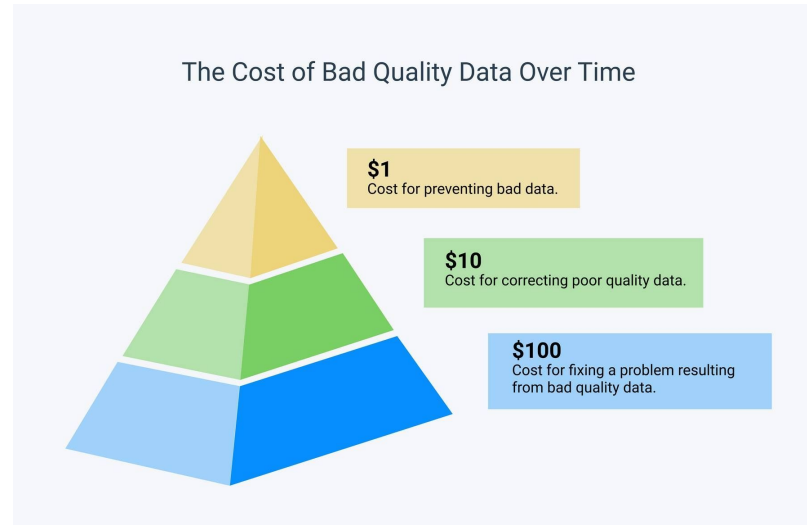 The Cost of Bad Quality Data Over Time
$1
Cost for preventing bad data.
$10
Cost for correcting poor quality data.
$100
Cost for fixing a problem resulting
from bad quality data.